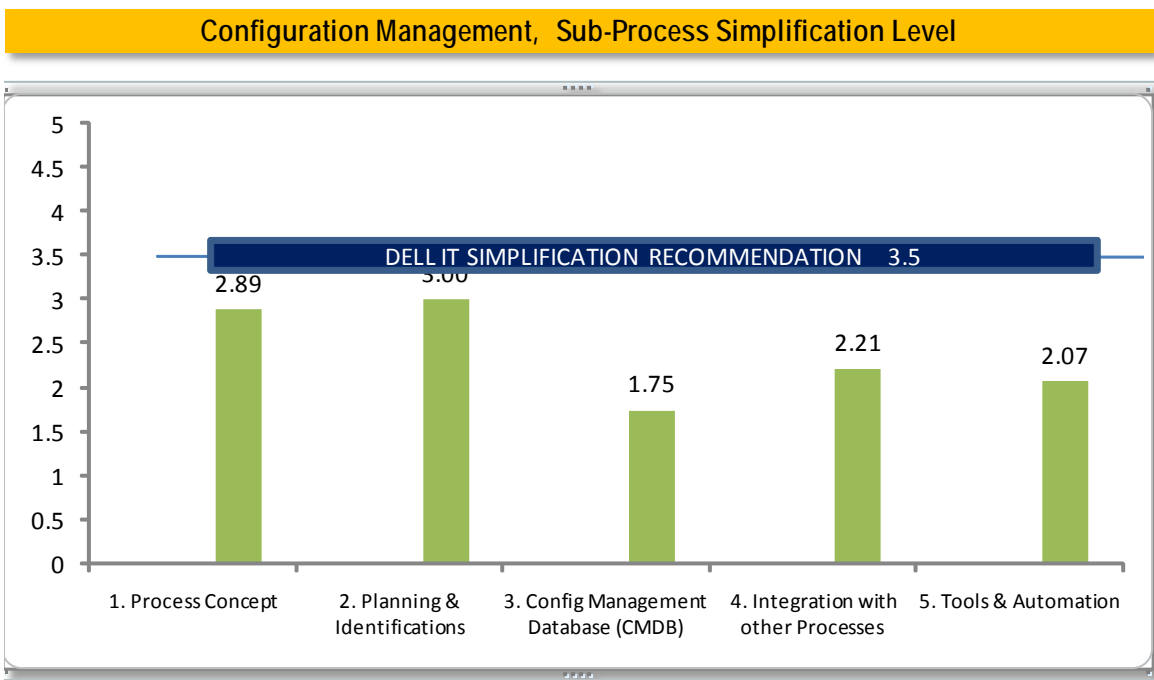 Configuration Management, Sub-Process Simplification Level
5
4.5
4
3.5
3
2.5
2
1.5
1
0.5
0
DELL IT SIMPLIFICATION RECOMMENDATION 3.5
2.89
3.00
1.75
2.21
2.07
1. Process Concept
2. Planning &
Identifications
3. Config Management
Database (CMDB)
4. Integration with
other Processes
5. Tools & Automation